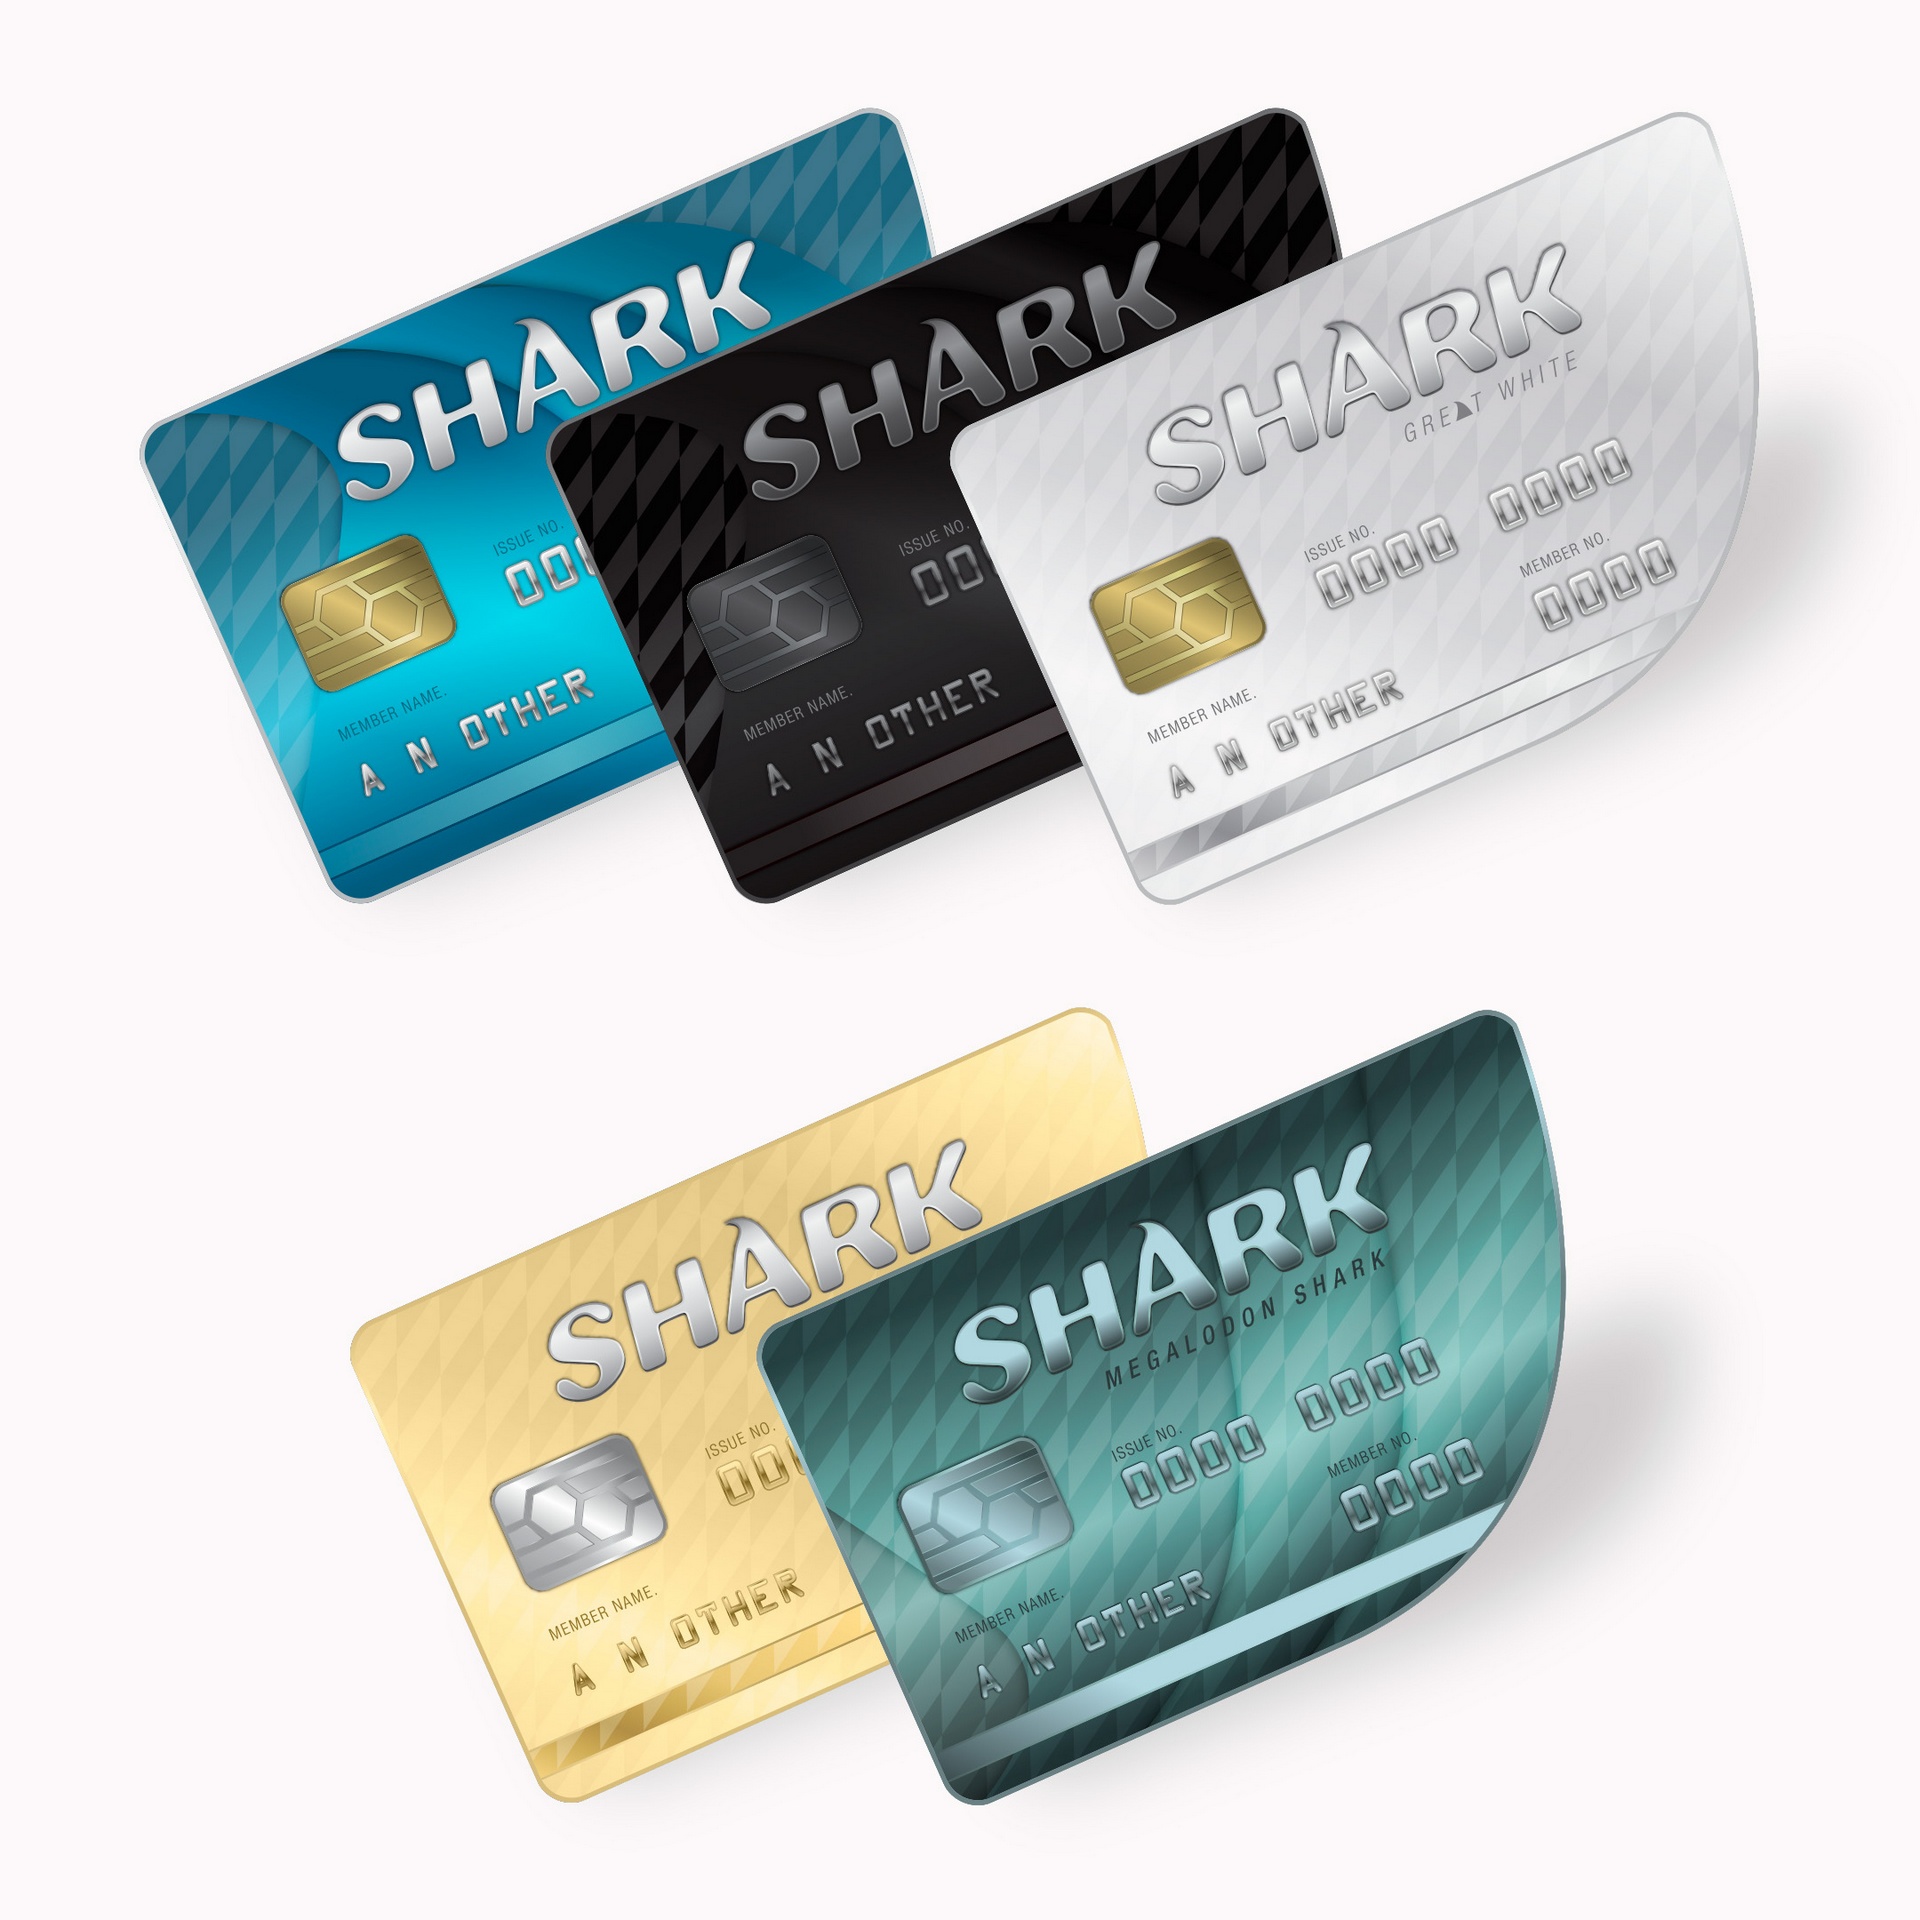 SHARK
ISSUE NO.
MEMBER NAME.
A N OTHER
SHARK
ISSUE NO.
MEMBER NAME.
A N OTHER
SHARK
GREAT WHITE
ISSUE NO.
0000 0000
MEMBER NO.
0000
MEMBER NAME.
A N OTHER
SHARK
ISSUE NO.
MEMBER NAME.
A N OTHER
SHARK
MEGALODON SHARK
ISSUE NO.
0000 0000
MEMBER NO.
0000
MEMBER NAME.
A N OTHER